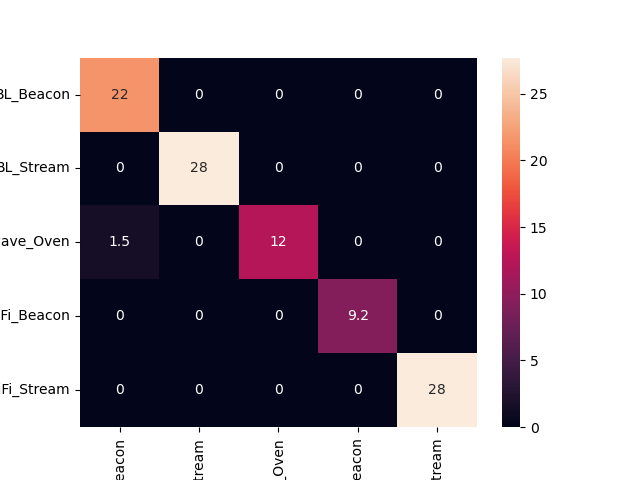 BL_Beacon 22 0 0 0 0
BL_Stream 0 28 0 0 0
ave_Oven 1.5 0 12 0 0
Fi_Beacon 0 0 0 9.2 0
Fi_Stream 0 0 0 0 28
eacon tream _Oven eacon tream
25
20
15
10
5
0